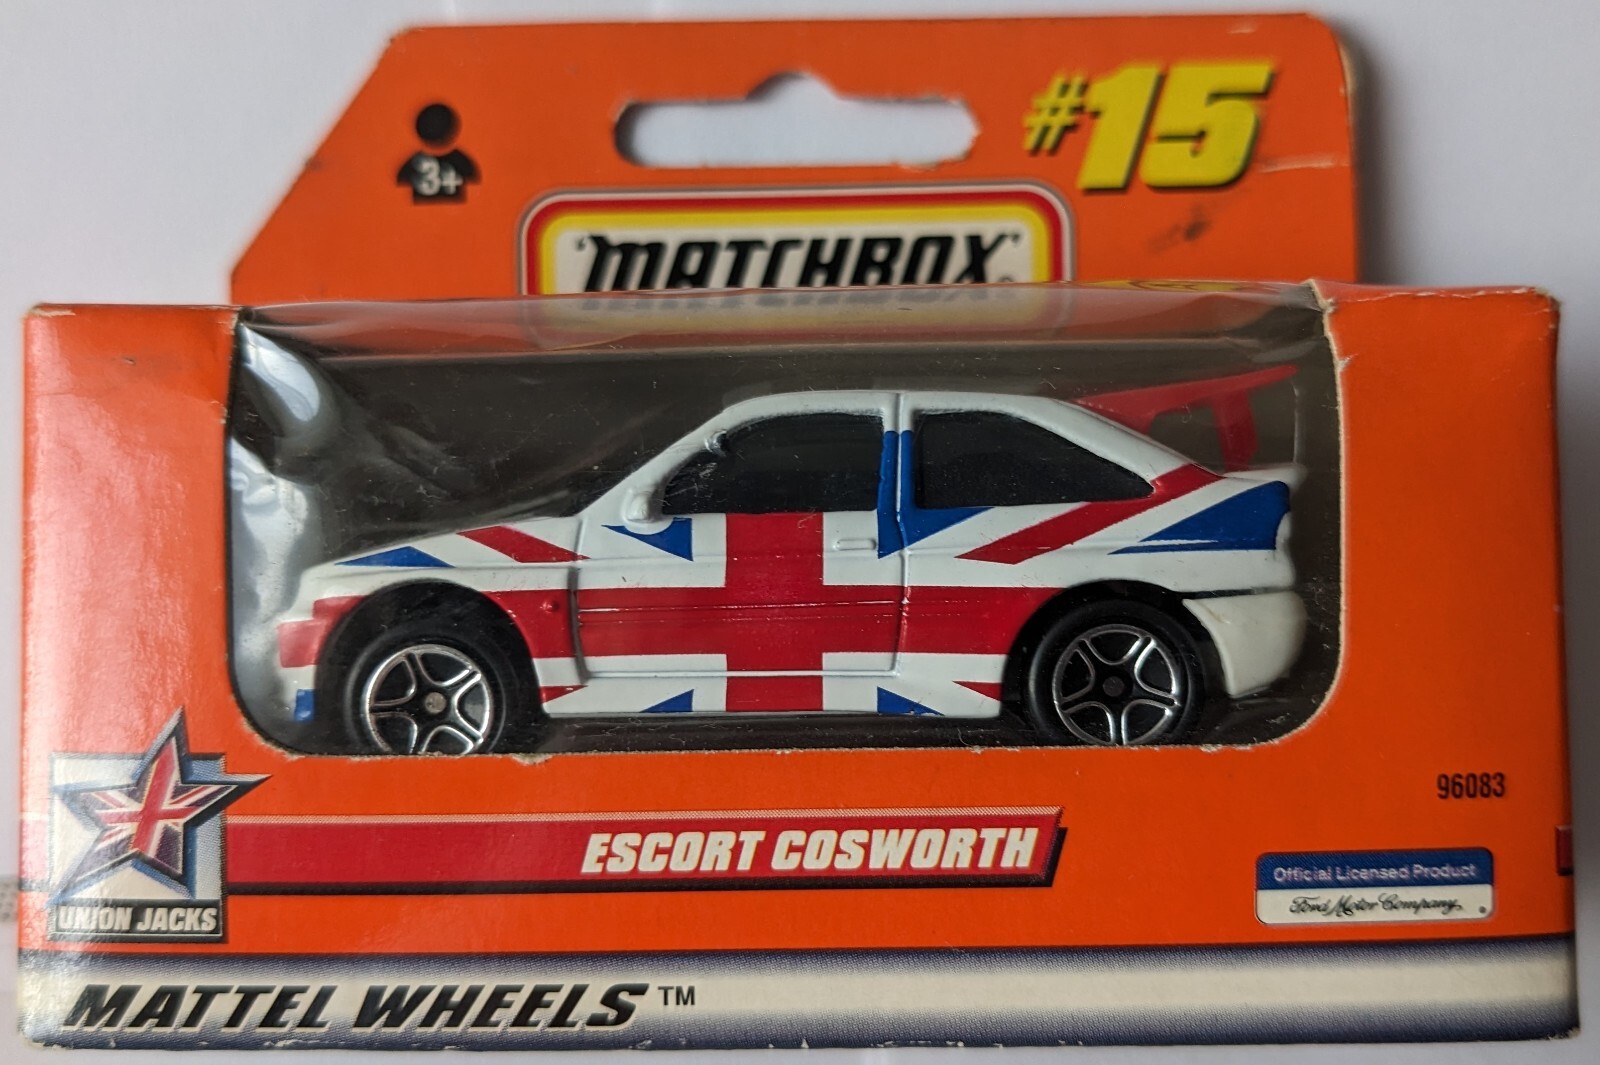 #15
3+
'MATCHBOX'®
96083
ESCORT COSWORTH
Official Licensed Product
Ford Motor Company
UNION JACKS
MATTEL WHEELS™